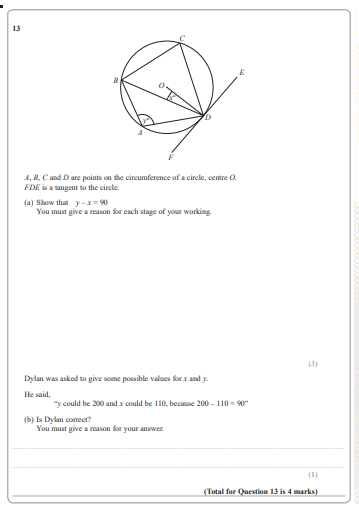 13
C
B
E
O
x°
D
y°
A
F
A, B, C and D are points on the circumference of a circle, centre O.
FDE is a tangent to the circle.
(a) Show that y – x = 90
You must give a reason for each stage of your working.
(3)
Dylan was asked to give some possible values for x and y.
He said,
"y could be 200 and x could be 110, because 200 – 110 = 90"
(b) Is Dylan correct?
You must give a reason for your answer.
(1)
(Total for Question 13 is 4 marks)